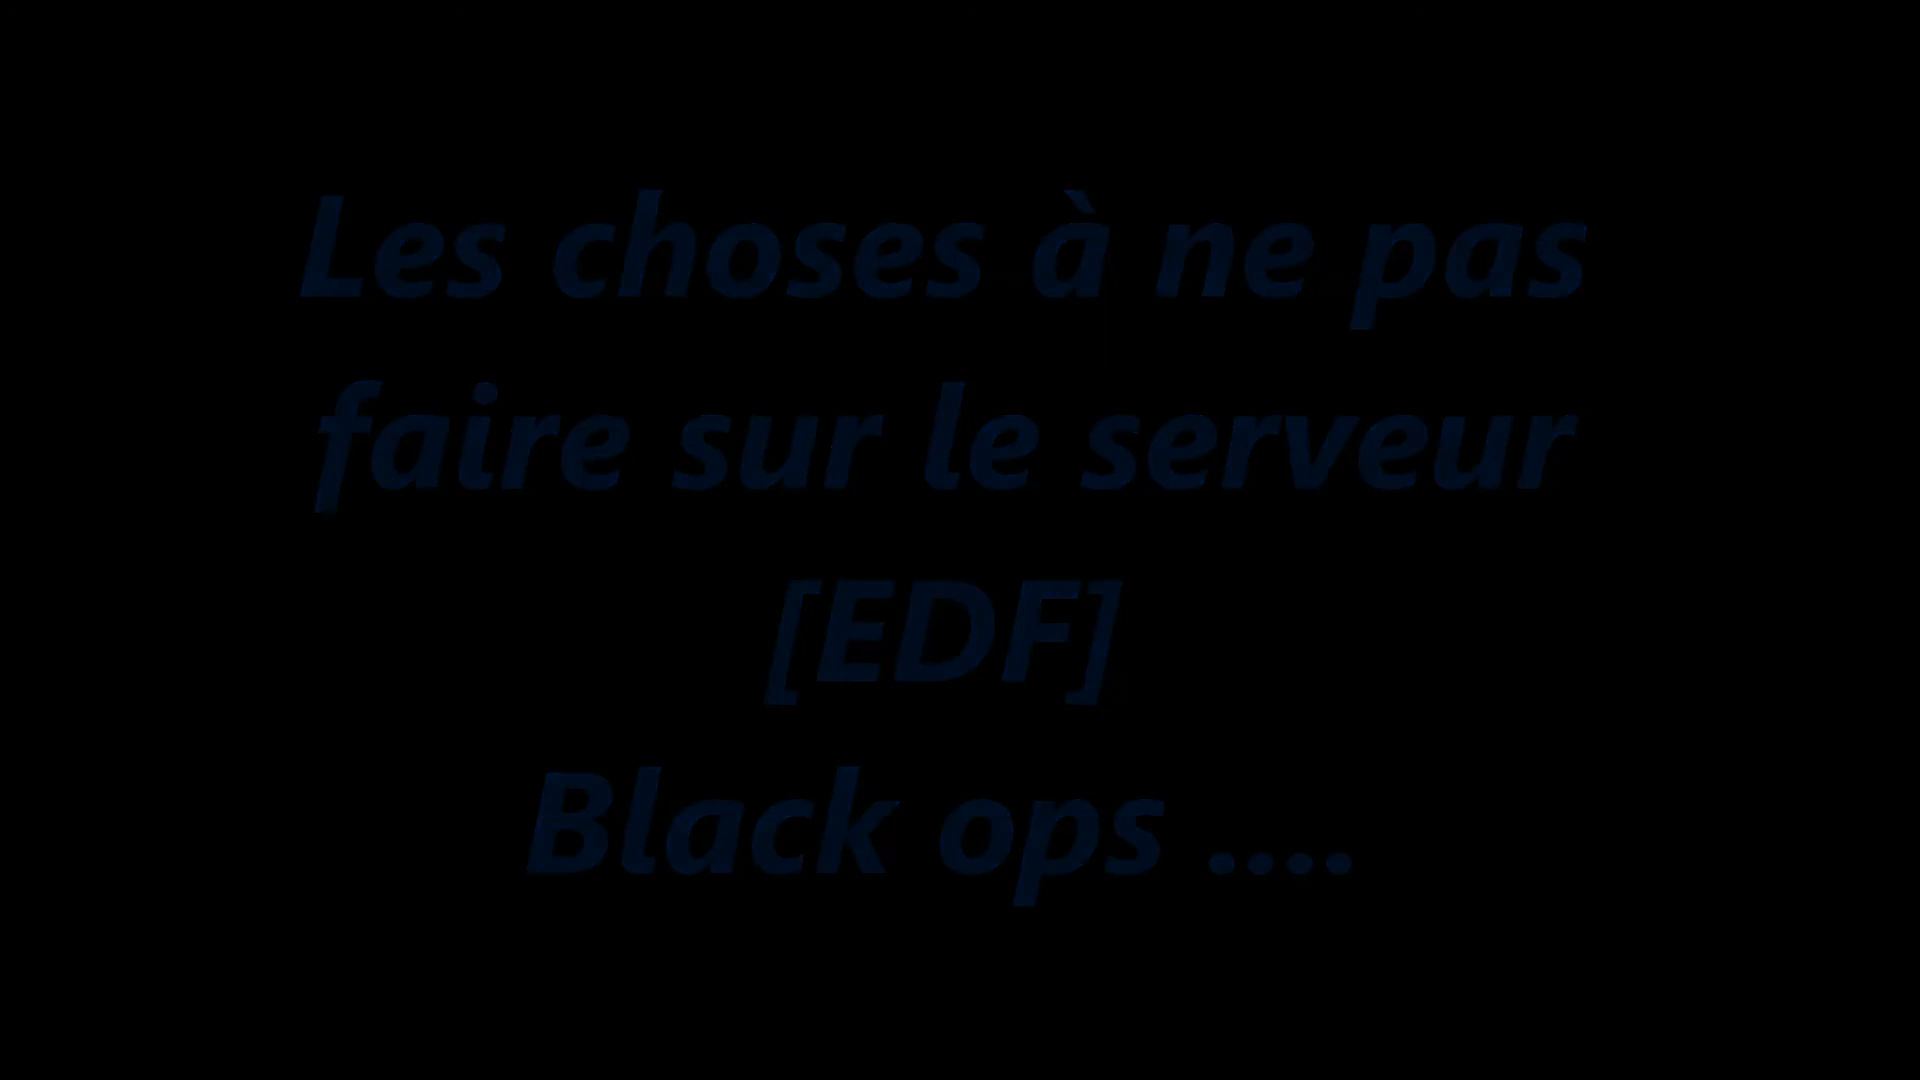 Les choses à ne pas
faire sur le serveur
[EDF]
Black ops ....